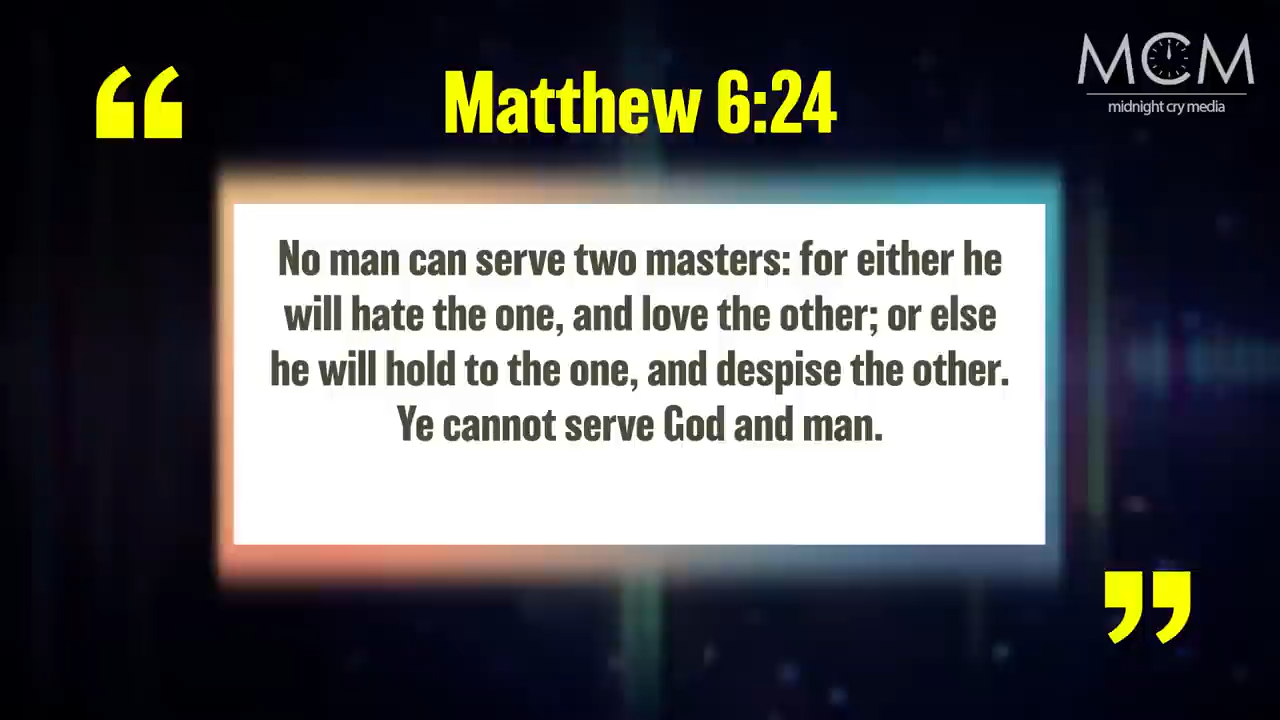 “
Matthew 6:24
MCM
midnight cry media
No man can serve two masters: for either he
will hate the one, and love the other; or else
he will hold to the one, and despise the other.
Ye cannot serve God and man.
”